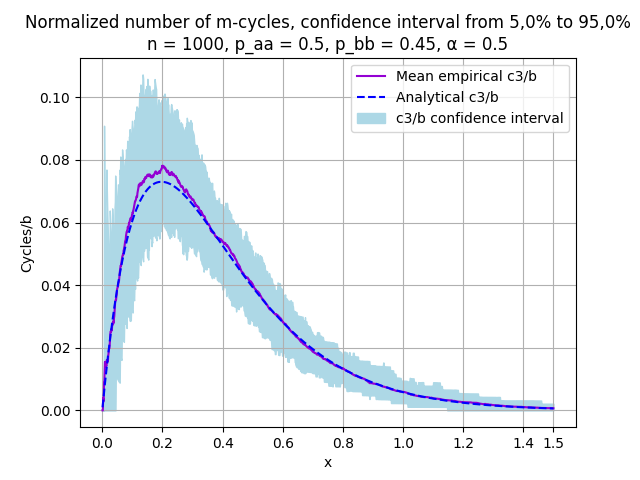 Normalized number of m-cycles, confidence interval from 5,0% to 95,0%
n = 1000, p_aa = 0.5, p_bb = 0.45, α = 0.5
Mean empirical c3/b
Analytical c3/b
c3/b confidence interval
Cycles/b
0.10
0.08
0.06
0.04
0.02
0.00
0.0 0.2 0.4 0.6 0.8 1.0 1.2 1.4 1.5
x